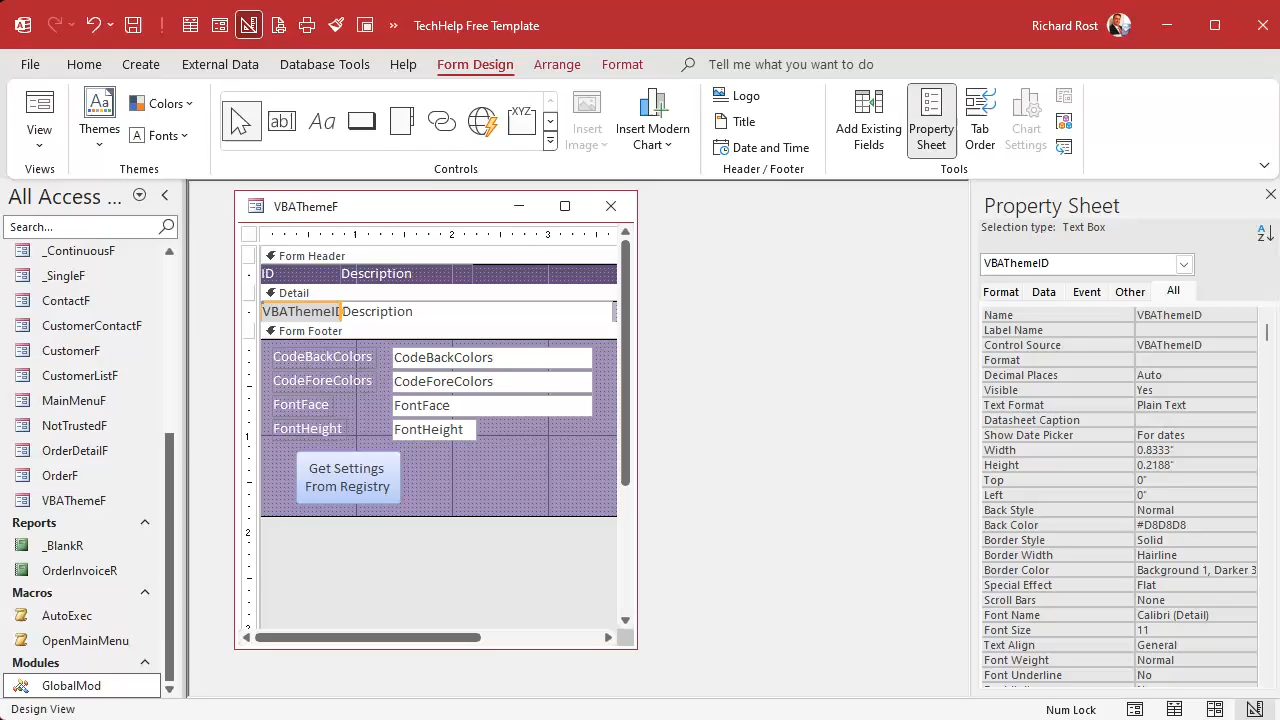 TechHelp Free Template
Richard Rost
File Home Create External Data Database Tools Help Form Design Arrange Format Tell me what you want to do
View
Views
Themes
Colors
Fonts
Themes
ab|
Aa
XYZ
Insert Image
Insert Modern Chart
Controls
Logo
Title
Date and Time
Header / Footer
Add Existing Fields
Property Sheet
Tab Order
Chart Settings
Tools
All Access ...
Search...
_ContinuousF
_SingleF
ContactF
CustomerContactF
CustomerF
CustomerListF
MainMenuF
NotTrustedF
OrderDetailF
OrderF
VBAThemeF
Reports
_BlankR
OrderInvoiceR
Macros
AutoExec
OpenMainMenu
Modules
GlobalMod
VBAThemeF
1 2 3
Form Header
ID Description
Detail
VBAThemeID Description
Form Footer
CodeBackColors CodeBackColors
CodeForeColors CodeForeColors
FontFace FontFace
FontHeight FontHeight
1
Get Settings
From Registry
2
Property Sheet
Selection type: Text Box
VBAThemeID
Format Data Event Other All
Name VBAThemeID
Label Name
Control Source VBAThemeID
Format
Decimal Places Auto
Visible Yes
Text Format Plain Text
Datasheet Caption
Show Date Picker For dates
Width 0.8333"
Height 0.2188"
Top 0"
Left 0"
Back Style Normal
Back Color #D8D8D8
Border Style Solid
Border Width Hairline
Border Color Background 1, Darker 3
Special Effect Flat
Scroll Bars None
Font Name Calibri (Detail)
Font Size 11
Text Align General
Font Weight Normal
Font Underline No
Design View
Num Lock